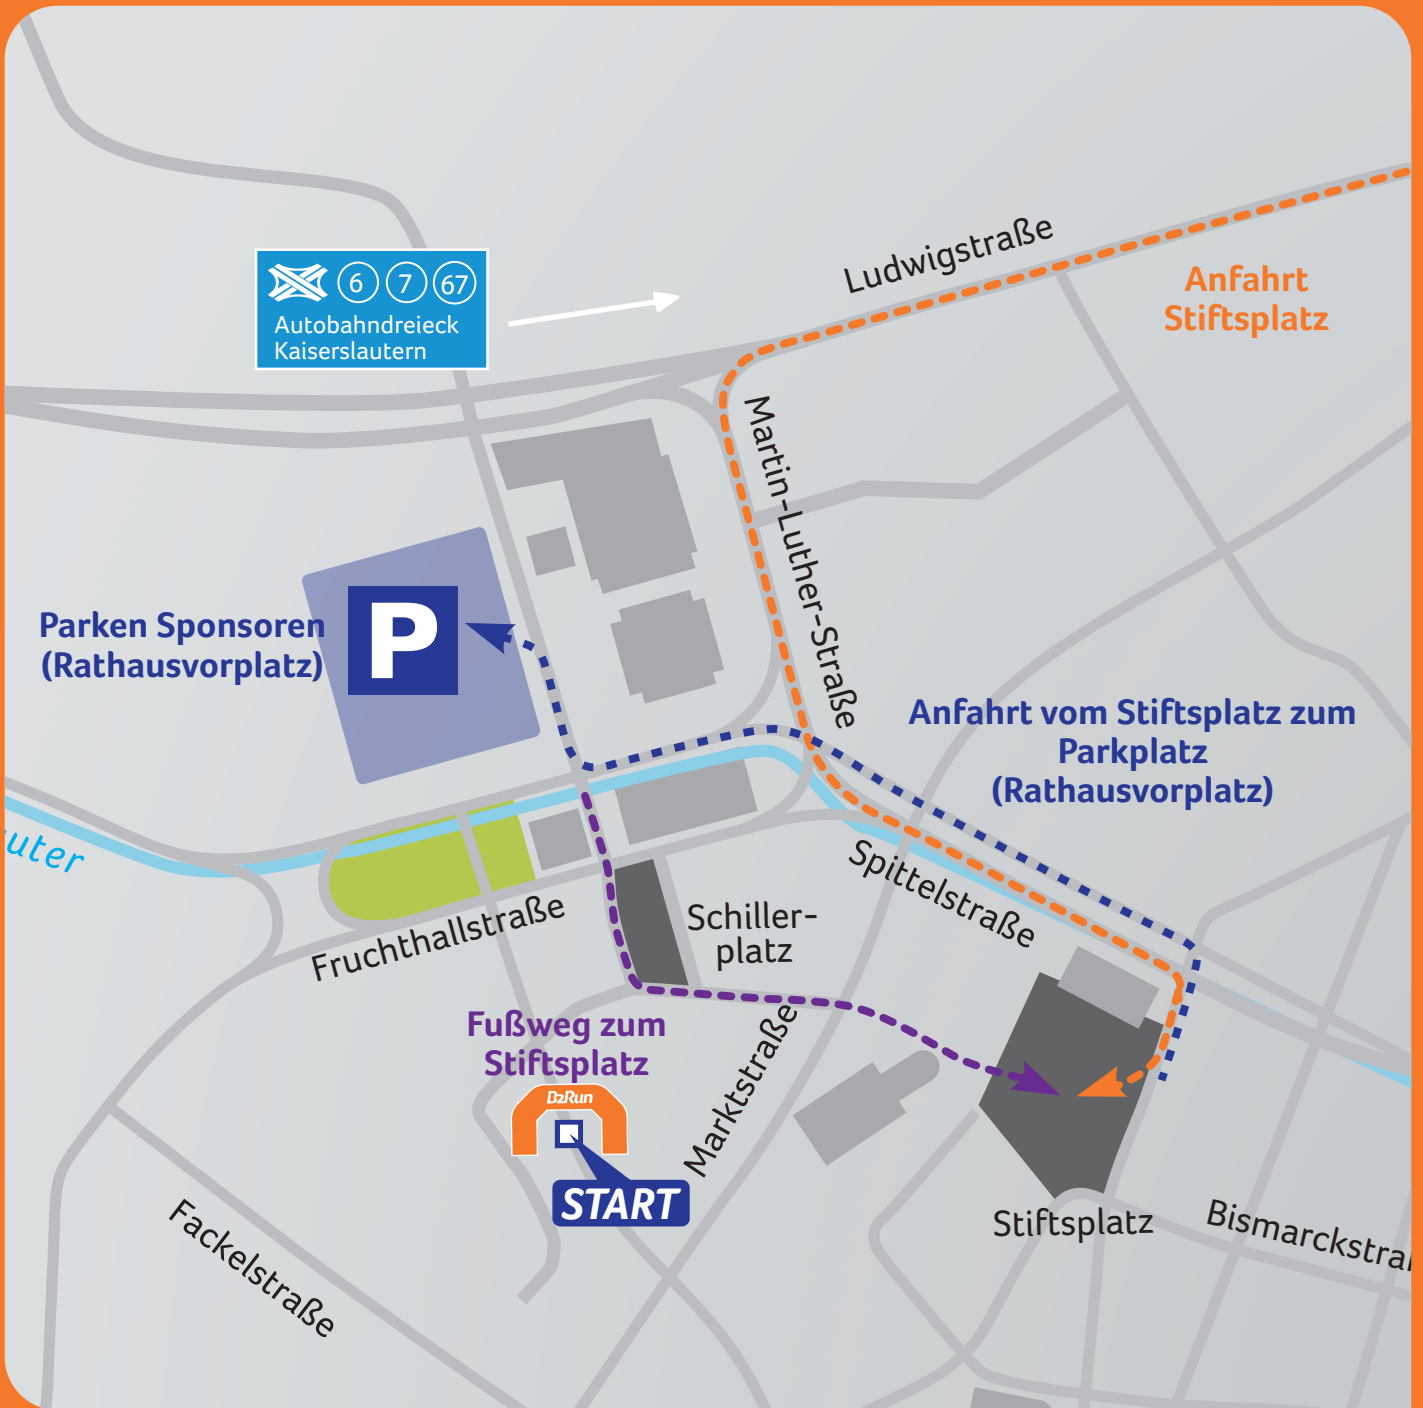 Ludwigstraße
Anfahrt
Stiftsplatz
6 7 67
Autobahndreieck
Kaiserslautern
Martin-Luther-Straße
P
Parken Sponsoren
(Rathausvorplatz)
Anfahrt vom Stiftsplatz zum
Parkplatz
(Rathausvorplatz)
uter
Spittelstraße
Fruchthallstraße
Schiller-
platz
Fußweg zum
Stiftsplatz
Marktstraße
B2Run
START
Stiftsplatz
Bismarckstra
Fackelstraße